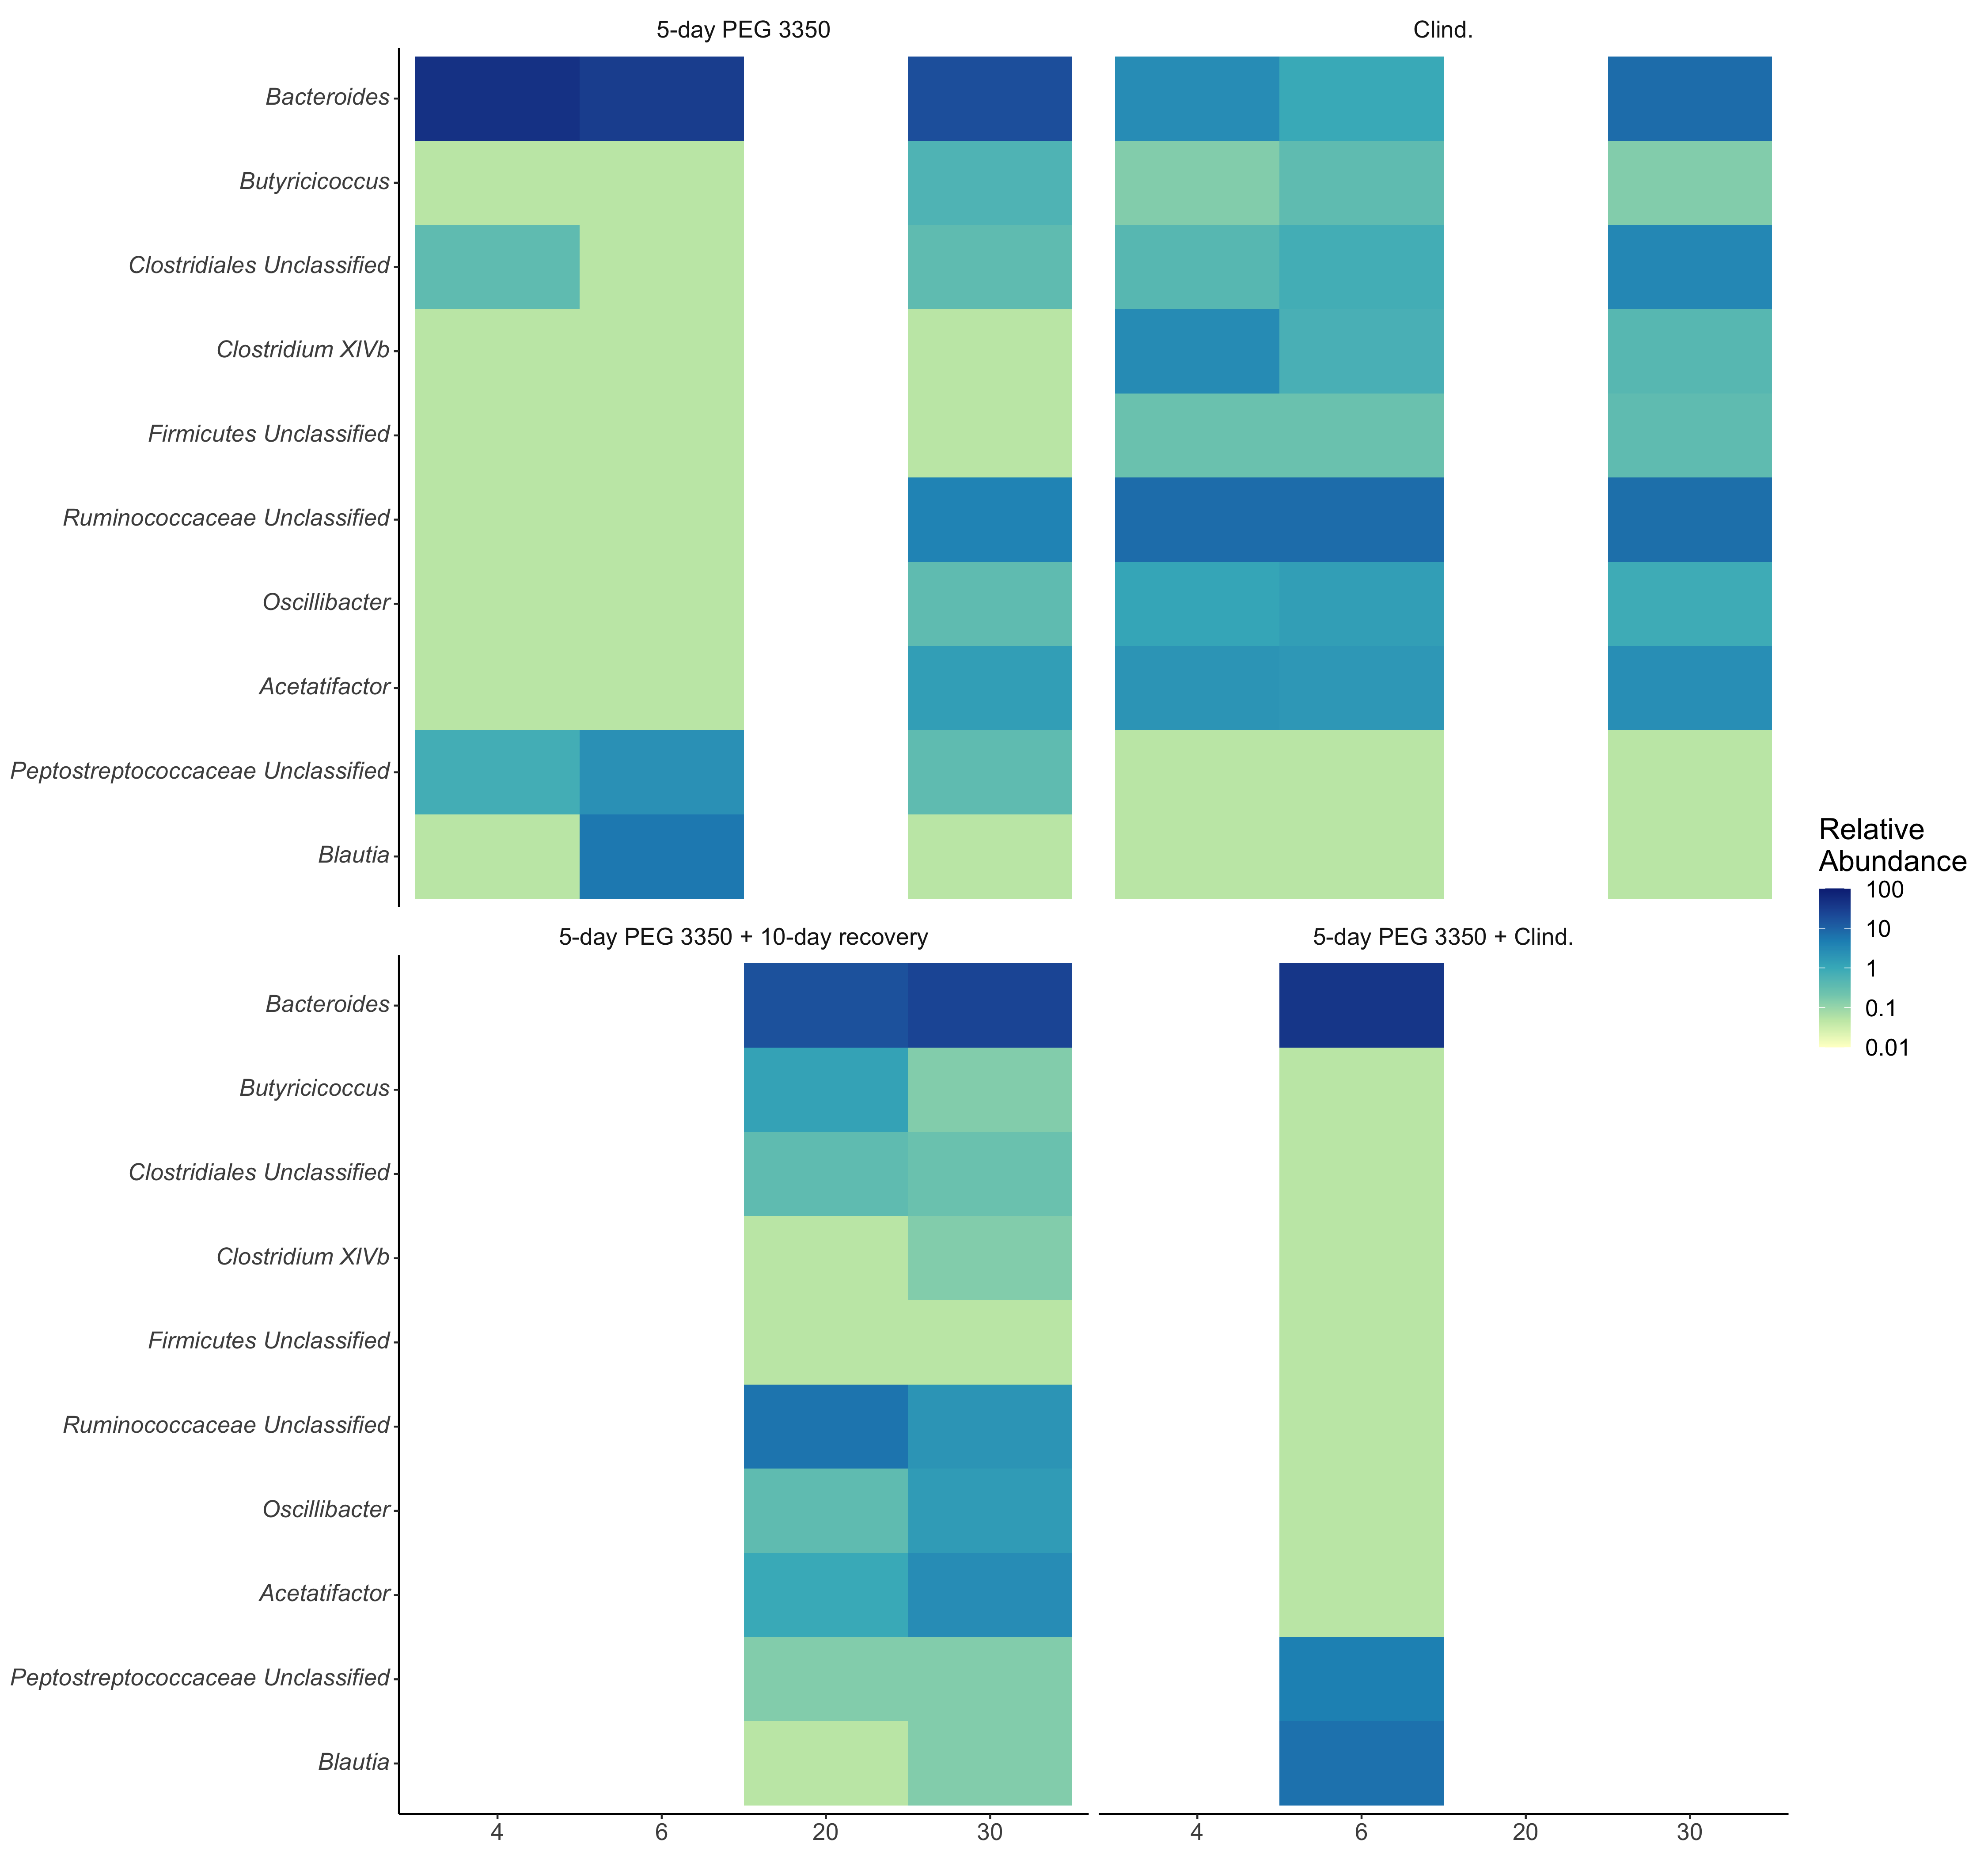 5-day PEG 3350
Clind.
Bacteroides
Butyricicoccus
Clostridiales Unclassified
Clostridium XlVb
Firmicutes Unclassified
Ruminococcaceae Unclassified
Oscillibacter
Acetatifactor
Peptostreptococcaceae Unclassified
Blautia
5-day PEG 3350 + 10-day recovery
5-day PEG 3350 + Clind.
Bacteroides
Butyricicoccus
Clostridiales Unclassified
Clostridium XlVb
Firmicutes Unclassified
Ruminococcaceae Unclassified
Oscillibacter
Acetatifactor
Peptostreptococcaceae Unclassified
Blautia
4 6 20 30
4 6 20 30
Relative
Abundance
100
10
1
0.1
0.01